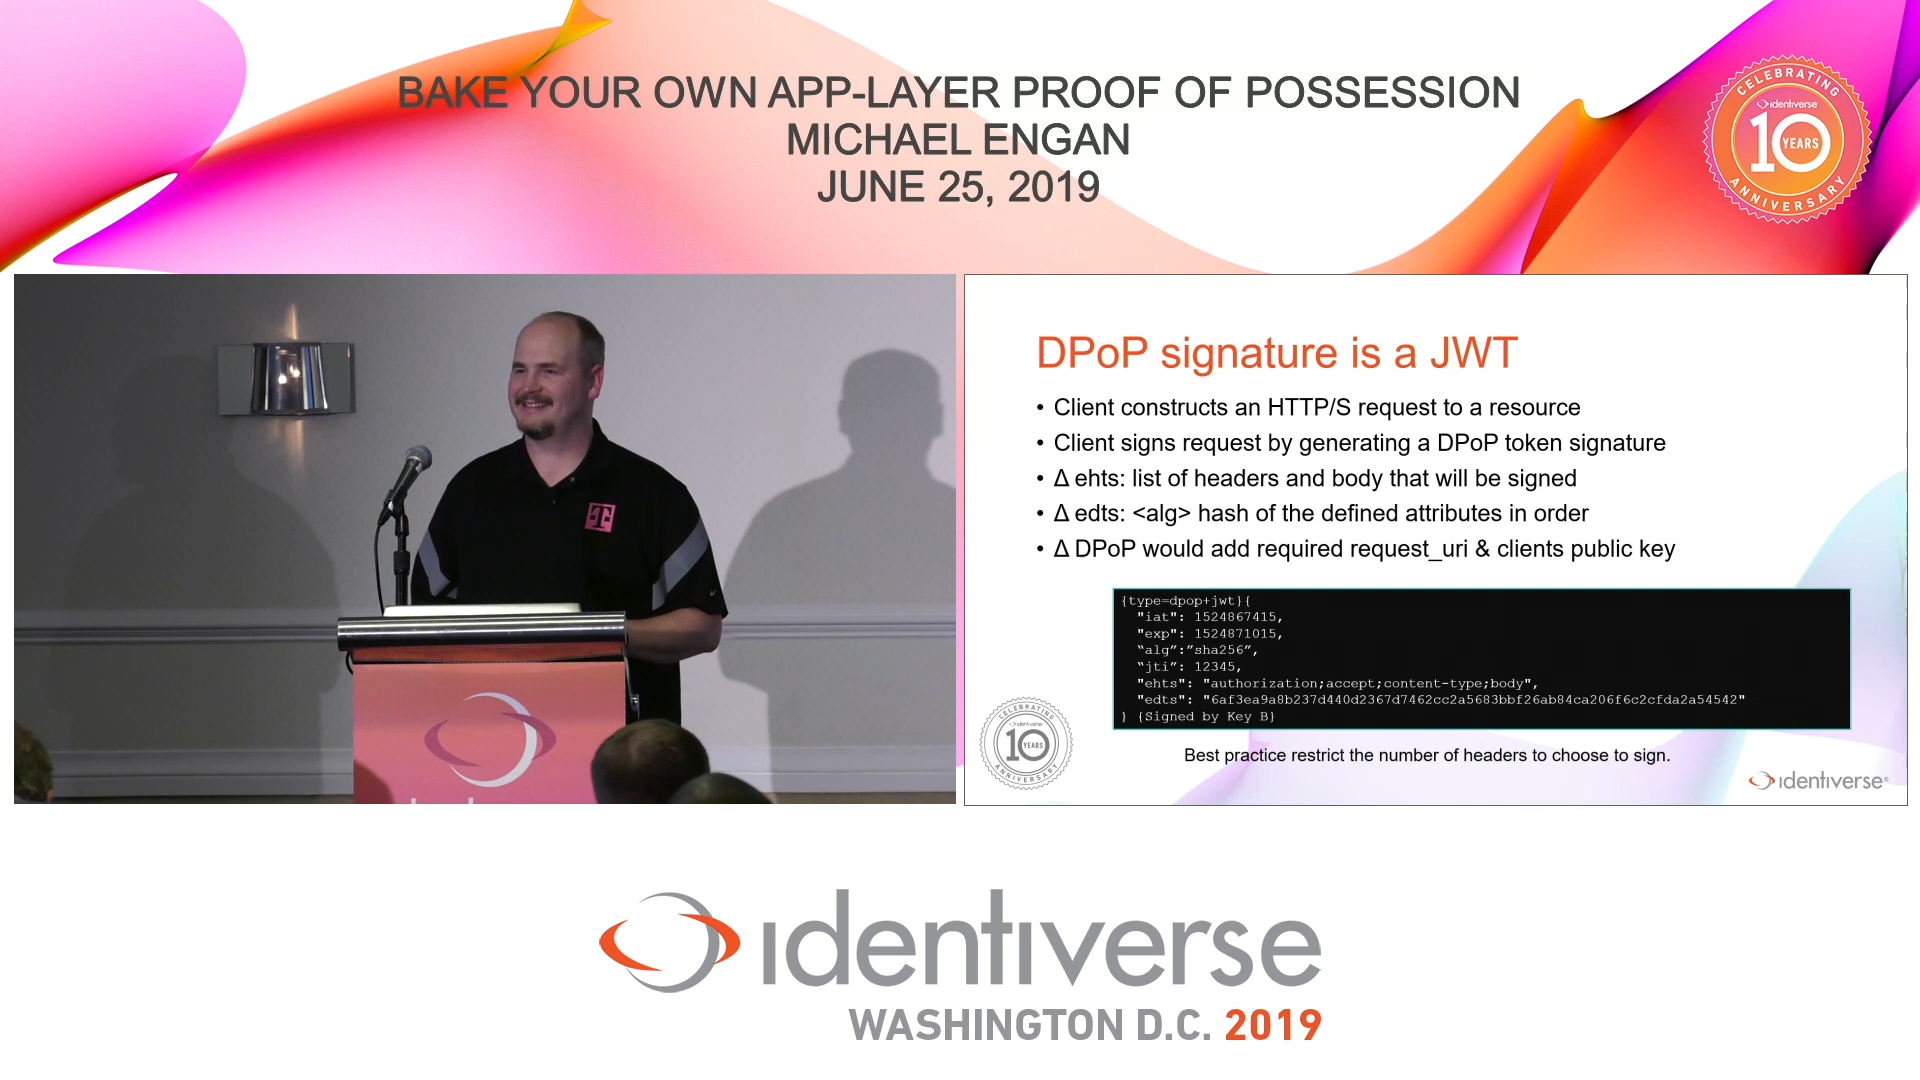 BAKE YOUR OWN APP-LAYER PROOF OF POSSESSION
MICHAEL ENGAN
JUNE 25, 2019
CELEBRATING
identiverse
10 YEARS
ANNIVERSARY
T
DPoP signature is a JWT
• Client constructs an HTTP/S request to a resource
• Client signs request by generating a DPoP token signature
• Δ ehts: list of headers and body that will be signed
• Δ edts: <alg> hash of the defined attributes in order
• Δ DPoP would add required request_uri & clients public key
{type=dpop+jwt}{
"iat": 1524867415,
"exp": 1524871015,
“alg”:”sha256”,
“jti”: 12345,
"ehts": "authorization;accept;content-type;body",
"edts": "6af3ea9a8b237d440d2367d7462cc2a5683bbf26ab84ca206f6c2cfda2a54542"
} {Signed by Key B}
Best practice restrict the number of headers to choose to sign.
CELEBRATING
identiverse
10 YEARS
ANNIVERSARY
identiverse®
identiverse
WASHINGTON D.C. 2019